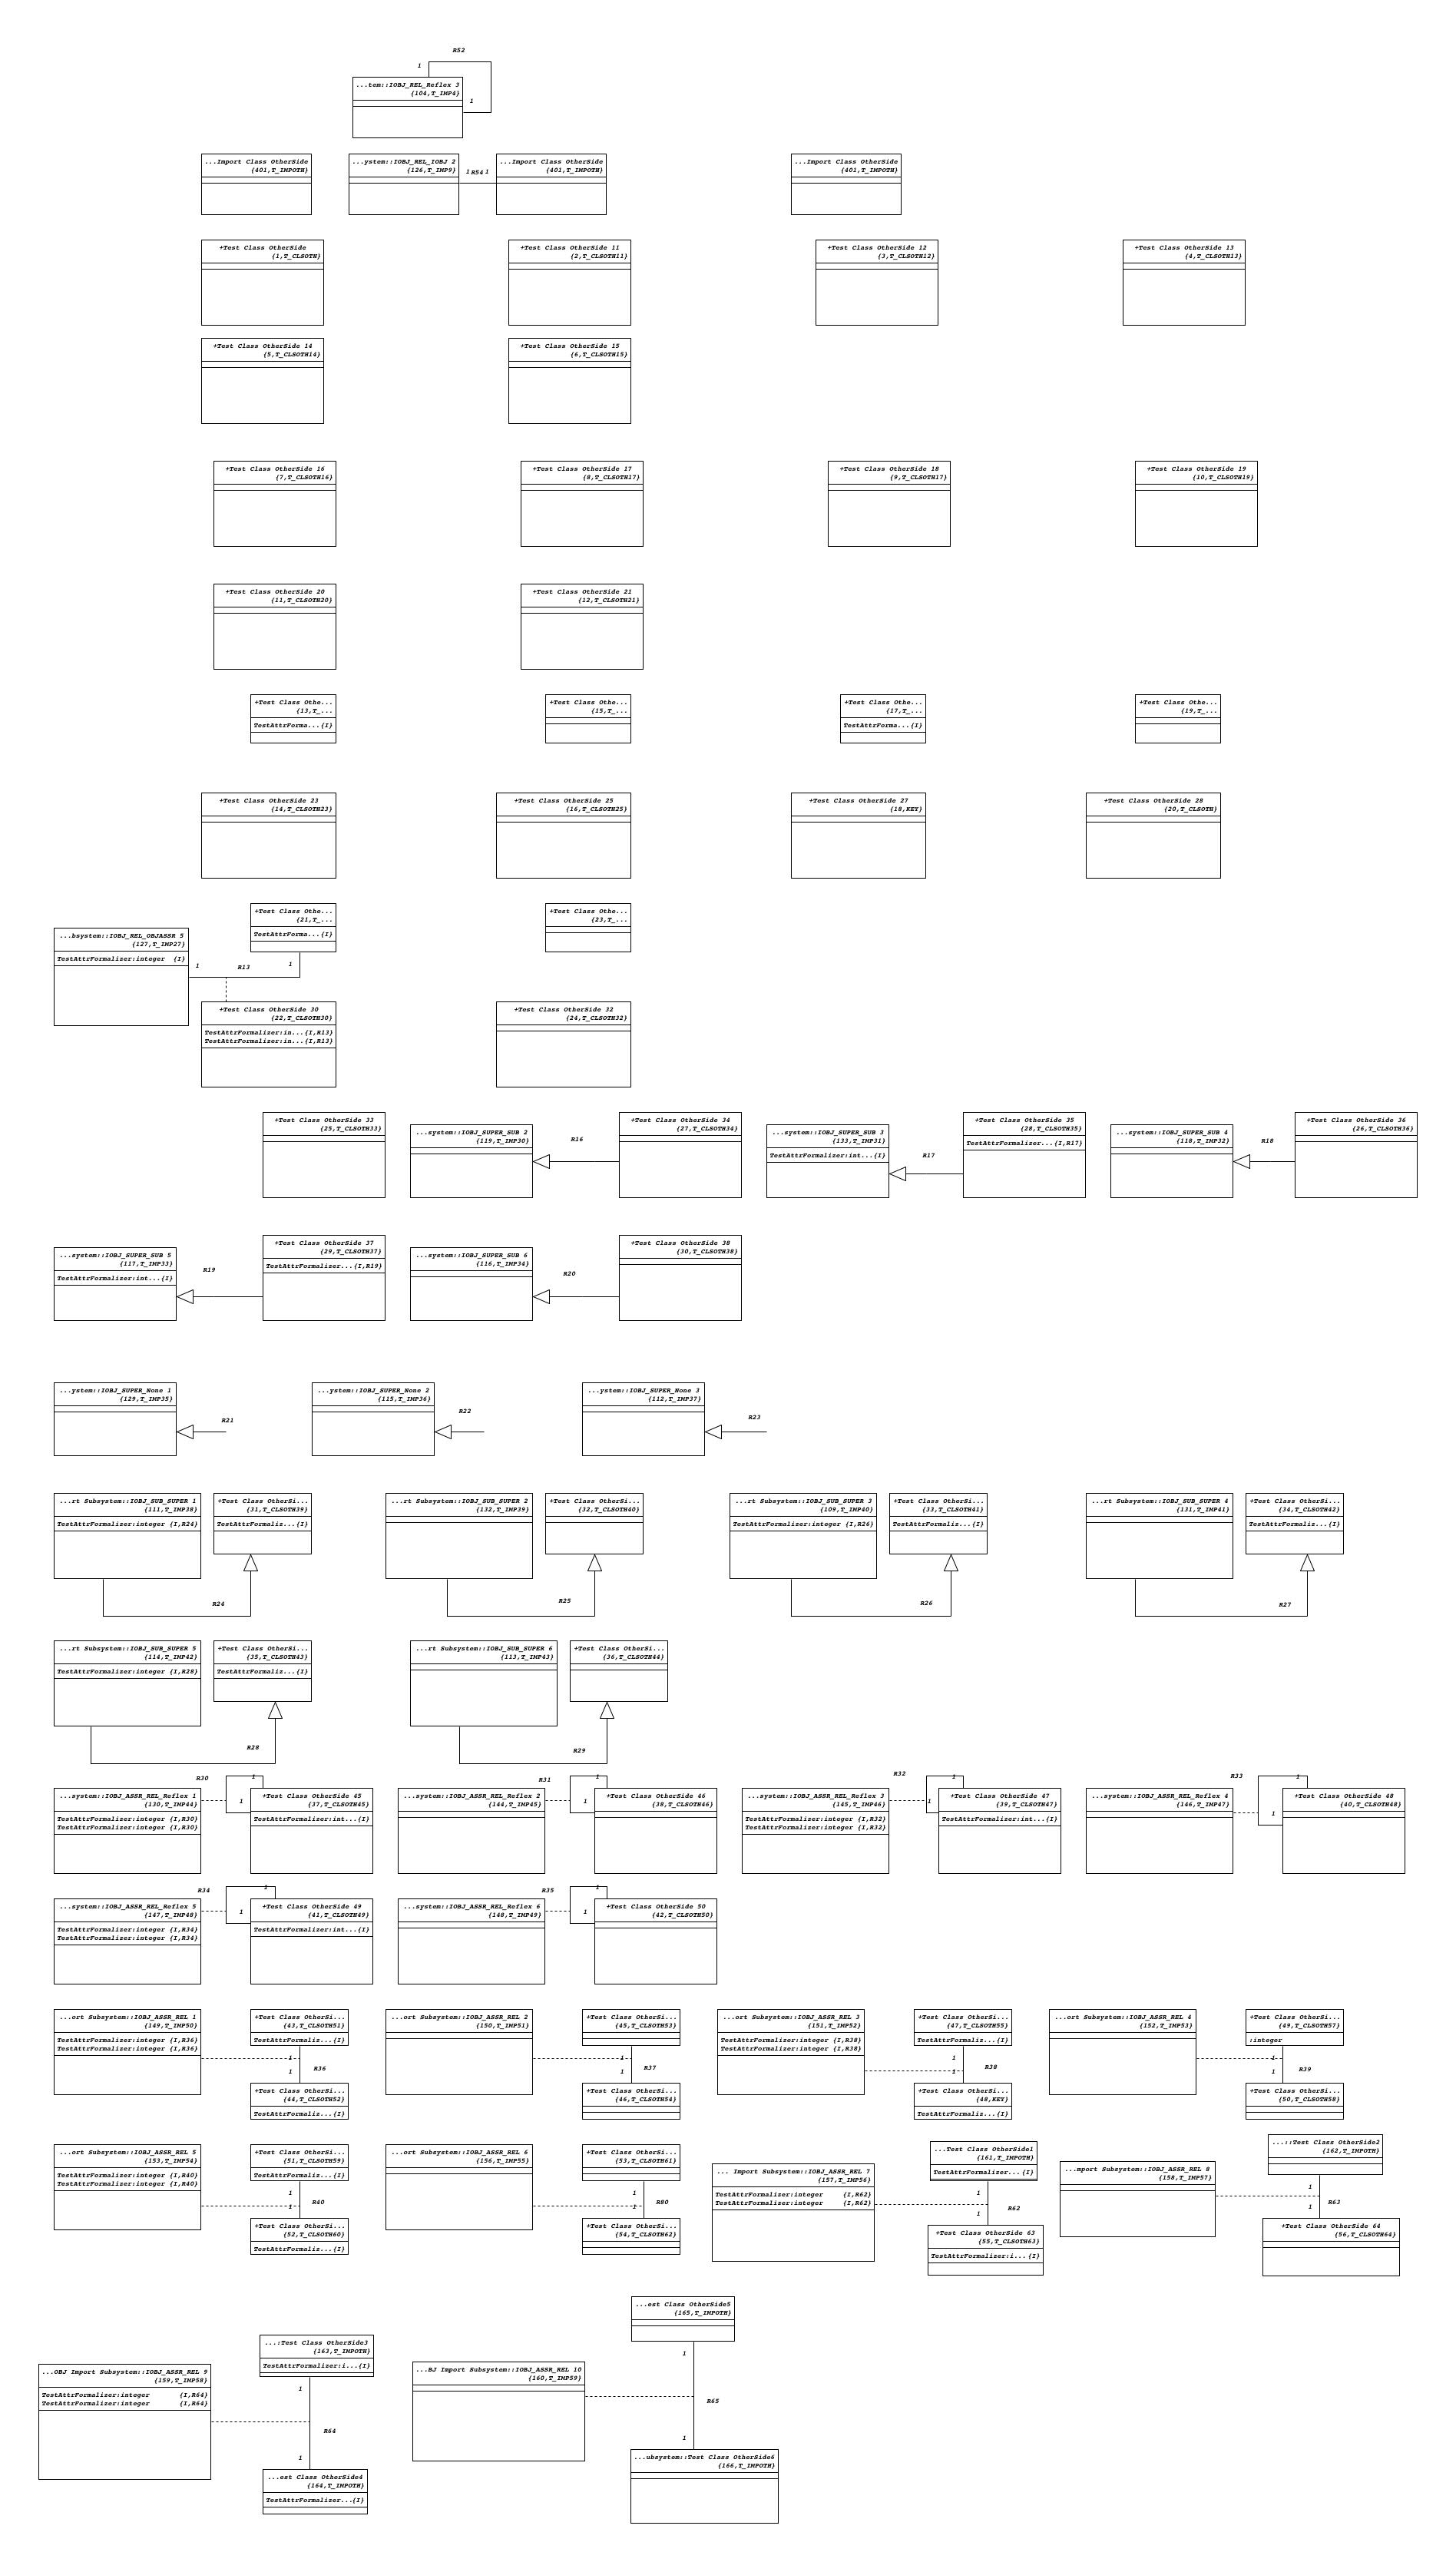 R52
1
...tem::IOBJ_REL_Reflex 3
{104,T_IMP4}
1
...Import Class OtherSide
{401,T_IMPOTH}
...ystem::IOBJ_REL_IOBJ 2
{126,T_IMP9}
1 R54 1
...Import Class OtherSide
{401,T_IMPOTH}
...Import Class OtherSide
{401,T_IMPOTH}
+Test Class OtherSide
{1,T_CLSOTH}
+Test Class OtherSide 11
{2,T_CLSOTH11}
+Test Class OtherSide 12
{3,T_CLSOTH12}
+Test Class OtherSide 13
{4,T_CLSOTH13}
+Test Class OtherSide 14
{5,T_CLSOTH14}
+Test Class OtherSide 15
{6,T_CLSOTH15}
+Test Class OtherSide 16
{7,T_CLSOTH16}
+Test Class OtherSide 17
{8,T_CLSOTH17}
+Test Class OtherSide 18
{9,T_CLSOTH17}
+Test Class OtherSide 19
{10,T_CLSOTH19}
+Test Class OtherSide 20
{11,T_CLSOTH20}
+Test Class OtherSide 21
{12,T_CLSOTH21}
+Test Class Othe...
{13,T_...
TestAttrForma...{I}
+Test Class Othe...
{15,T_...
+Test Class Othe...
{17,T_...
TestAttrForma...{I}
+Test Class Othe...
{19,T_...
+Test Class OtherSide 23
{14,T_CLSOTH23}
+Test Class OtherSide 25
{16,T_CLSOTH25}
+Test Class OtherSide 27
{18,KEY}
+Test Class OtherSide 28
{20,T_CLSOTH}
...bsystem::IOBJ_REL_OBJASSR 5
{127,T_IMP27}
TestAttrFormalizer:integer {I}
+Test Class Othe...
{21,T_...
TestAttrForma...{I}
+Test Class Othe...
{23,T_...
1
R13
1
+Test Class OtherSide 30
{22,T_CLSOTH30}
TestAttrFormalizer:in...{I,R13}
TestAttrFormalizer:in...{I,R13}
+Test Class OtherSide 32
{24,T_CLSOTH32}
+Test Class OtherSide 33
{25,T_CLSOTH33}
...system::IOBJ_SUPER_SUB 2
{119,T_IMP30}
R16
+Test Class OtherSide 34
{27,T_CLSOTH34}
...system::IOBJ_SUPER_SUB 3
{133,T_IMP31}
TestAttrFormalizer:int...{I}
R17
+Test Class OtherSide 35
{28,T_CLSOTH35}
TestAttrFormalizer...{I,R17}
...system::IOBJ_SUPER_SUB 4
{118,T_IMP32}
R18
+Test Class OtherSide 36
{26,T_CLSOTH36}
...system::IOBJ_SUPER_SUB 5
{117,T_IMP33}
TestAttrFormalizer:int...{I}
R19
+Test Class OtherSide 37
{29,T_CLSOTH37}
TestAttrFormalizer...{I,R19}
...system::IOBJ_SUPER_SUB 6
{116,T_IMP34}
R20
+Test Class OtherSide 38
{30,T_CLSOTH38}
...ystem::IOBJ_SUPER_None 1
{129,T_IMP35}
R21
...ystem::IOBJ_SUPER_None 2
{115,T_IMP36}
R22
...ystem::IOBJ_SUPER_None 3
{112,T_IMP37}
R23
...rt Subsystem::IOBJ_SUB_SUPER 1
{111,T_IMP38}
TestAttrFormalizer:integer {I,R24}
+Test Class OtherSi...
{31,T_CLSOTH39}
TestAttrFormaliz...{I}
R24
...rt Subsystem::IOBJ_SUB_SUPER 2
{132,T_IMP39}
+Test Class OtherSi...
{32,T_CLSOTH40}
R25
...rt Subsystem::IOBJ_SUB_SUPER 3
{109,T_IMP40}
TestAttrFormalizer:integer {I,R26}
+Test Class OtherSi...
{33,T_CLSOTH41}
TestAttrFormaliz...{I}
R26
...rt Subsystem::IOBJ_SUB_SUPER 4
{131,T_IMP41}
+Test Class OtherSi...
{34,T_CLSOTH42}
TestAttrFormaliz...{I}
R27
...rt Subsystem::IOBJ_SUB_SUPER 5
{114,T_IMP42}
TestAttrFormalizer:integer {I,R28}
+Test Class OtherSi...
{35,T_CLSOTH43}
TestAttrFormaliz...{I}
R28
...rt Subsystem::IOBJ_SUB_SUPER 6
{113,T_IMP43}
+Test Class OtherSi...
{36,T_CLSOTH44}
R29
R30
1
...system::IOBJ_ASSR_REL_Reflex 1
{130,T_IMP44}
TestAttrFormalizer:integer {I,R30}
TestAttrFormalizer:integer {I,R30}
1
+Test Class OtherSide 45
{37,T_CLSOTH45}
TestAttrFormalizer:int...{I}
R31
1
...system::IOBJ_ASSR_REL_Reflex 2
{144,T_IMP45}
1
+Test Class OtherSide 46
{38,T_CLSOTH46}
R32
1
...system::IOBJ_ASSR_REL_Reflex 3
{145,T_IMP46}
TestAttrFormalizer:integer {I,R32}
TestAttrFormalizer:integer {I,R32}
1
+Test Class OtherSide 47
{39,T_CLSOTH47}
TestAttrFormalizer:int...{I}
R33
1
...system::IOBJ_ASSR_REL_Reflex 4
{146,T_IMP47}
1
+Test Class OtherSide 48
{40,T_CLSOTH48}
R34
1
...system::IOBJ_ASSR_REL_Reflex 5
{147,T_IMP48}
TestAttrFormalizer:integer {I,R34}
TestAttrFormalizer:integer {I,R34}
1
+Test Class OtherSide 49
{41,T_CLSOTH49}
TestAttrFormalizer:int...{I}
R35
1
...system::IOBJ_ASSR_REL_Reflex 6
{148,T_IMP49}
1
+Test Class OtherSide 50
{42,T_CLSOTH50}
...ort Subsystem::IOBJ_ASSR_REL 1
{149,T_IMP50}
TestAttrFormalizer:integer {I,R36}
TestAttrFormalizer:integer {I,R36}
+Test Class OtherSi...
{43,T_CLSOTH51}
TestAttrFormaliz...{I}
1
R36
1
+Test Class OtherSi...
{44,T_CLSOTH52}
TestAttrFormaliz...{I}
...ort Subsystem::IOBJ_ASSR_REL 2
{150,T_IMP51}
+Test Class OtherSi...
{45,T_CLSOTH53}
1
R37
1
+Test Class OtherSi...
{46,T_CLSOTH54}
...ort Subsystem::IOBJ_ASSR_REL 3
{151,T_IMP52}
TestAttrFormalizer:integer {I,R38}
TestAttrFormalizer:integer {I,R38}
+Test Class OtherSi...
{47,T_CLSOTH55}
TestAttrFormaliz...{I}
1
R38
1
+Test Class OtherSi...
{48,KEY}
TestAttrFormaliz...{I}
...ort Subsystem::IOBJ_ASSR_REL 4
{152,T_IMP53}
+Test Class OtherSi...
{49,T_CLSOTH57}
:integer
1
R39
1
+Test Class OtherSi...
{50,T_CLSOTH58}
...ort Subsystem::IOBJ_ASSR_REL 5
{153,T_IMP54}
TestAttrFormalizer:integer {I,R40}
TestAttrFormalizer:integer {I,R40}
+Test Class OtherSi...
{51,T_CLSOTH59}
TestAttrFormaliz...{I}
1
R40
1
+Test Class OtherSi...
{52,T_CLSOTH60}
TestAttrFormaliz...{I}
...ort Subsystem::IOBJ_ASSR_REL 6
{156,T_IMP55}
+Test Class OtherSi...
{53,T_CLSOTH61}
1
R80
1
+Test Class OtherSi...
{54,T_CLSOTH62}
... Import Subsystem::IOBJ_ASSR_REL 7
{157,T_IMP56}
TestAttrFormalizer:integer {I,R62}
TestAttrFormalizer:integer {I,R62}
...Test Class OtherSide1
{161,T_IMPOTH}
TestAttrFormalizer...{I}
1
R62
1
+Test Class OtherSide 63
{55,T_CLSOTH63}
TestAttrFormalizer:i...{I}
...mport Subsystem::IOBJ_ASSR_REL 8
{158,T_IMP57}
...::Test Class OtherSide2
{162,T_IMPOTH}
1
R63
1
+Test Class OtherSide 64
{56,T_CLSOTH64}
...OBJ Import Subsystem::IOBJ_ASSR_REL 9
{159,T_IMP58}
TestAttrFormalizer:integer {I,R64}
TestAttrFormalizer:integer {I,R64}
...:Test Class OtherSide3
{163,T_IMPOTH}
TestAttrFormalizer:i...{I}
1
R64
1
...est Class OtherSide4
{164,T_IMPOTH}
TestAttrFormalizer...{I}
...BJ Import Subsystem::IOBJ_ASSR_REL 10
{160,T_IMP59}
...est Class OtherSide5
{165,T_IMPOTH}
1
R65
1
...ubsystem::Test Class OtherSide6
{166,T_IMPOTH}